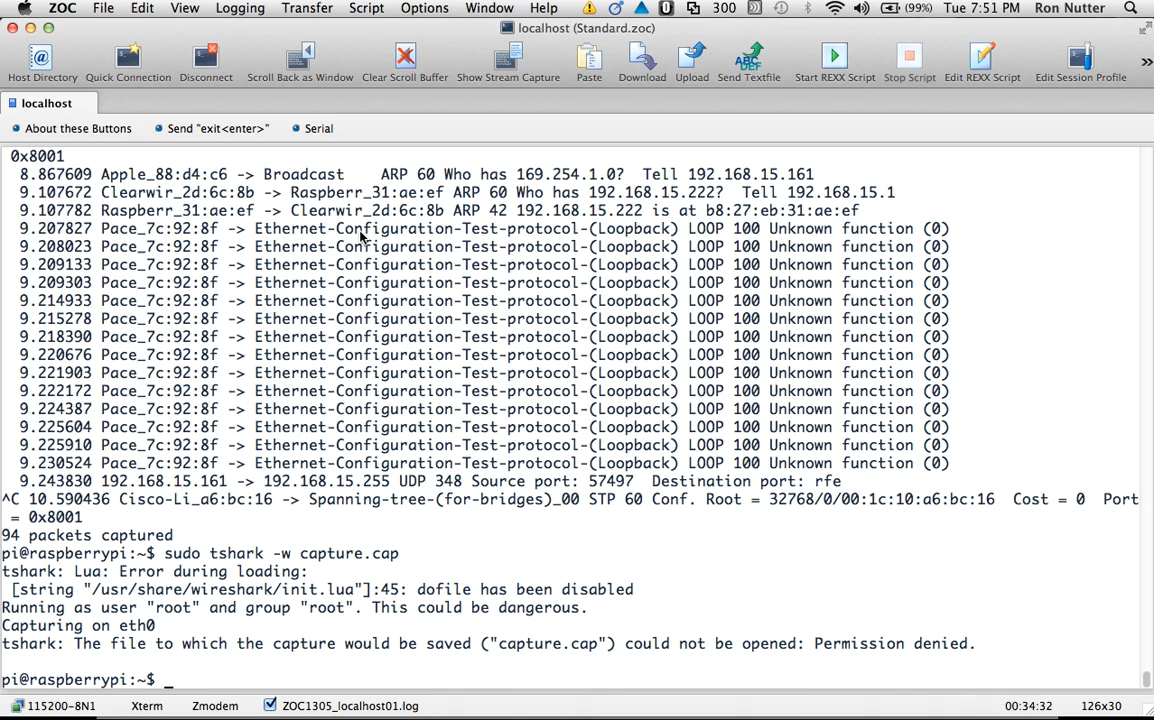 ZOC File Edit View Logging Transfer Script Options Window Help 300 (99%) Tue 7:51 PM Ron Nutter
localhost (Standard.zoc)
Host Directory Quick Connection Disconnect Scroll Back as Window Clear Scroll Buffer Show Stream Capture Paste Download Upload Send Textfile Start REXX Script Stop Script Edit REXX Script Edit Session Profile
localhost
About these Buttons Send "exit<enter>" Serial
0x8001
8.867609 Apple_88:d4:c6 -> Broadcast    ARP 60 Who has 169.254.1.0?  Tell 192.168.15.161
9.107672 Clearwir_2d:6c:8b -> Raspberr_31:ae:ef ARP 60 Who has 192.168.15.222?  Tell 192.168.15.1
9.107782 Raspberr_31:ae:ef -> Clearwir_2d:6c:8b ARP 42 192.168.15.222 is at b8:27:eb:31:ae:ef
9.207827 Pace_7c:92:8f -> Ethernet-Configuration-Test-protocol-(Loopback) LOOP 100 Unknown function (0)
9.208023 Pace_7c:92:8f -> Ethernet-Configuration-Test-protocol-(Loopback) LOOP 100 Unknown function (0)
9.209133 Pace_7c:92:8f -> Ethernet-Configuration-Test-protocol-(Loopback) LOOP 100 Unknown function (0)
9.209303 Pace_7c:92:8f -> Ethernet-Configuration-Test-protocol-(Loopback) LOOP 100 Unknown function (0)
9.214933 Pace_7c:92:8f -> Ethernet-Configuration-Test-protocol-(Loopback) LOOP 100 Unknown function (0)
9.215278 Pace_7c:92:8f -> Ethernet-Configuration-Test-protocol-(Loopback) LOOP 100 Unknown function (0)
9.218390 Pace_7c:92:8f -> Ethernet-Configuration-Test-protocol-(Loopback) LOOP 100 Unknown function (0)
9.220676 Pace_7c:92:8f -> Ethernet-Configuration-Test-protocol-(Loopback) LOOP 100 Unknown function (0)
9.221903 Pace_7c:92:8f -> Ethernet-Configuration-Test-protocol-(Loopback) LOOP 100 Unknown function (0)
9.222172 Pace_7c:92:8f -> Ethernet-Configuration-Test-protocol-(Loopback) LOOP 100 Unknown function (0)
9.224387 Pace_7c:92:8f -> Ethernet-Configuration-Test-protocol-(Loopback) LOOP 100 Unknown function (0)
9.225604 Pace_7c:92:8f -> Ethernet-Configuration-Test-protocol-(Loopback) LOOP 100 Unknown function (0)
9.225910 Pace_7c:92:8f -> Ethernet-Configuration-Test-protocol-(Loopback) LOOP 100 Unknown function (0)
9.230524 Pace_7c:92:8f -> Ethernet-Configuration-Test-protocol-(Loopback) LOOP 100 Unknown function (0)
9.243830 192.168.15.161 -> 192.168.15.255 UDP 348 Source port: 57497  Destination port: rfe
^C 10.590436 Cisco-Li_a6:bc:16 -> Spanning-tree-(for-bridges)_00 STP 60 Conf. Root = 32768/0/00:1c:10:a6:bc:16  Cost = 0  Port
= 0x8001
94 packets captured
pi@raspberrypi:~$ sudo tshark -w capture.cap
tshark: Lua: Error during loading:
[string "/usr/share/wireshark/init.lua"]:45: dofile has been disabled
Running as user "root" and group "root". This could be dangerous.
Capturing on eth0
tshark: The file to which the capture would be saved ("capture.cap") could not be opened: Permission denied.
pi@raspberrypi:~$ _
115200-8N1 Xterm Zmodem ZOC1305_localhost01.log 00:34:32 126x30